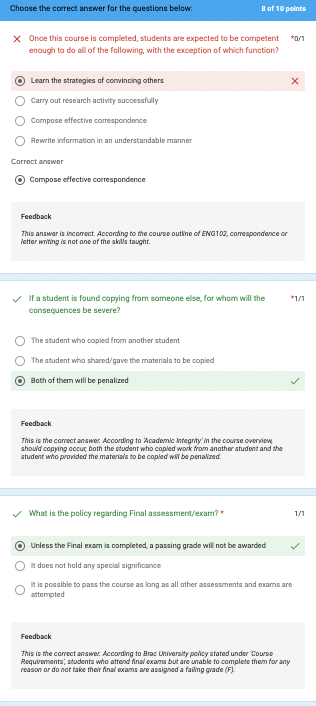 Choose the correct answer for the questions below:
8 of 10 points
Once this course is completed, students are expected to be competent
*0/1
enough to do all of the following, with the exception of which function?
Learn the strategies of convincing others
Carry out research activity successfully
Compose effective correspondence
Rewrite information in an understandable manner
Correct answer
Compose effective correspondence
Feedback
This answer is incorrect. According to the course outline of ENG102, correspondence or
letter writing is not one of the skills taught.
If a student is found copying from someone else, for whom will the
*1/1
consequences be severe?
The student who copied from another student
The student who shared/gave the materials to be copied
Both of them will be penalized
Feedback
This is the correct answer. According to 'Academic Integrity' in the course overview,
should copying occur, both the student who copied work from another student and the
student who provided the materials to be copied will be penalized.
What is the policy regarding Final assessment/exam? *
1/1
Unless the Final exam is completed, a passing grade will not be awarded
It does not hold any special significance
It is possible to pass the course as long as all other assessments and exams are
attempted
Feedback
This is the correct answer. According to Brac University policy stated under 'Course
Requirements', students who attend final exams but are unable to complete them for any
reason or do not take their final exams are assigned a failing grade (F).